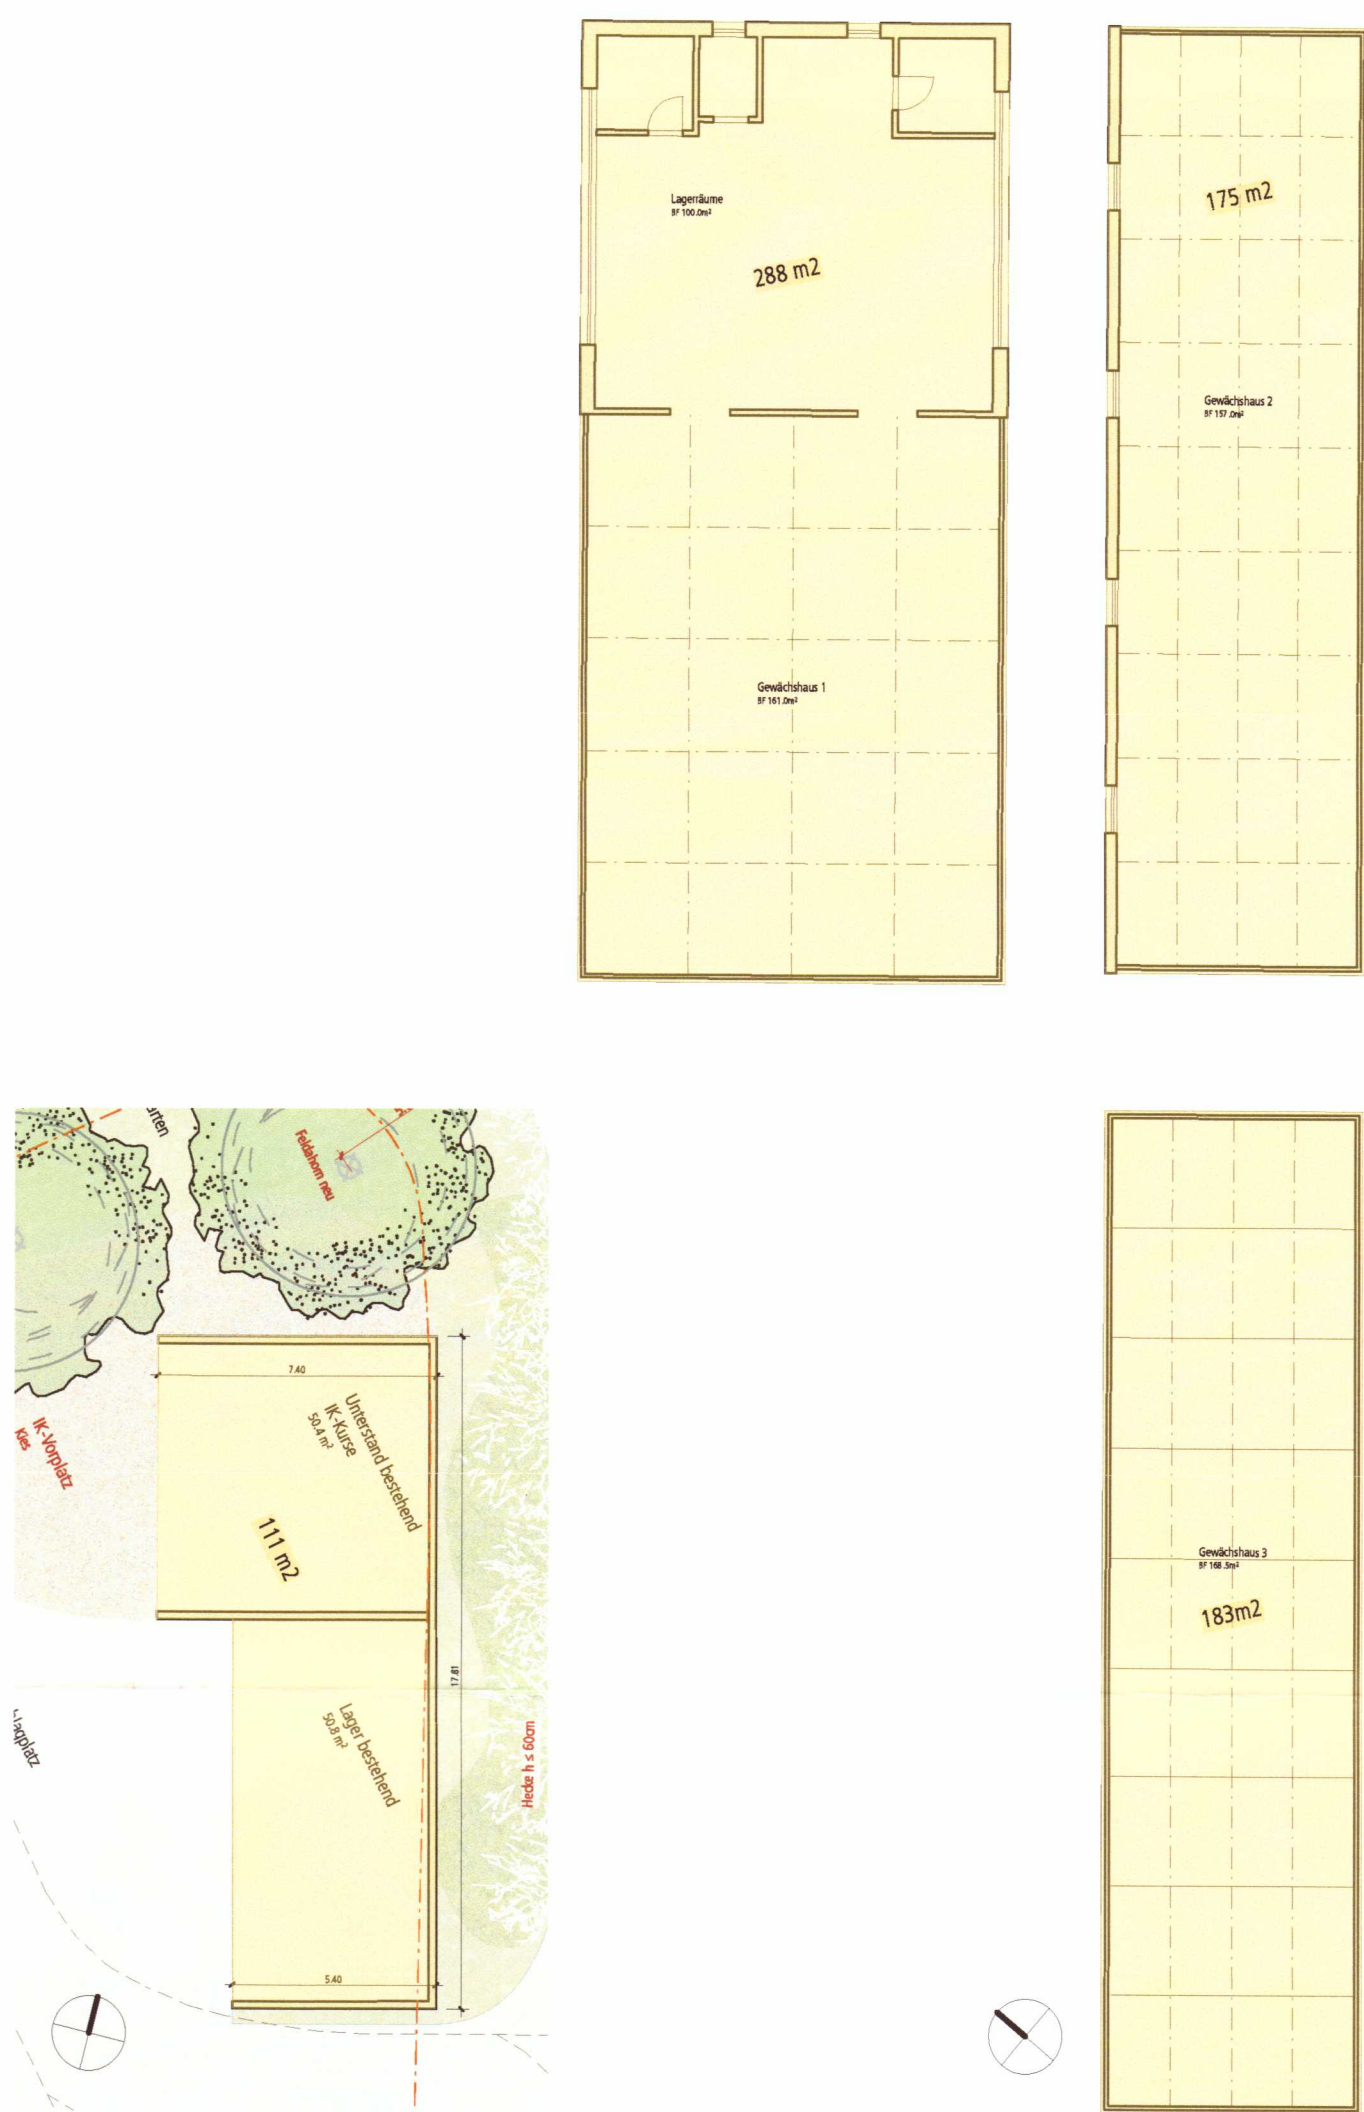 Lagerräume
BF 100.0m²
288 m2
175 m2
Gewächshaus 2
BF 157.0m²
Gewächshaus 1
BF 161.0m²
Feldahorn neu
7.40
Unterstand bestehend
IK-Kurse
50.4 m²
IK-Vorplatz
Kies
111 m2
17.81
Lager bestehend
50.8 m²
Hecke h ≤ 60cm
5.40
Gewächshaus 3
BF 168.5m²
183m2